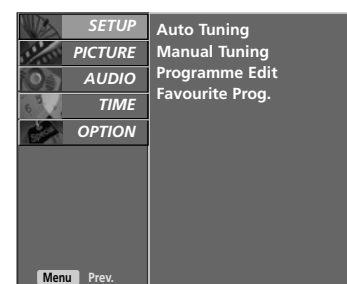 SETUP
PICTURE
AUDIO
TIME
OPTION
Auto Tuning
Manual Tuning
Programme Edit
Favourite Prog.
Menu Prev.